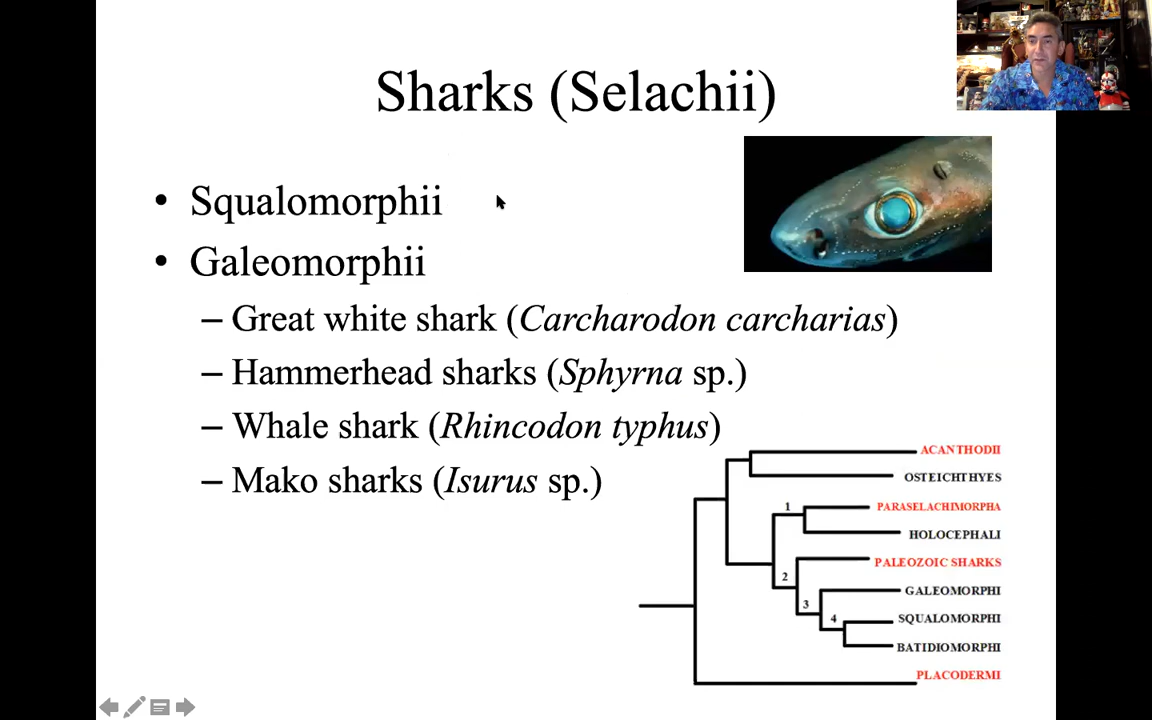 Sharks (Selachii)
• Squalomorphii
• Galeomorphii
– Great white shark (Carcharodon carcharias)
– Hammerhead sharks (Sphyrna sp.)
– Whale shark (Rhincodon typhus)
– Mako sharks (Isurus sp.)
ACANTHODII
OSTEICHTHYES
1
PARASELACHIMORPHA
HOLOCEPHALI
PALEOZOIC SHARKS
2
GALEOMORPHI
3
SQUALOMORPHI
4
BATIDIOMORPHI
PLACODERMI